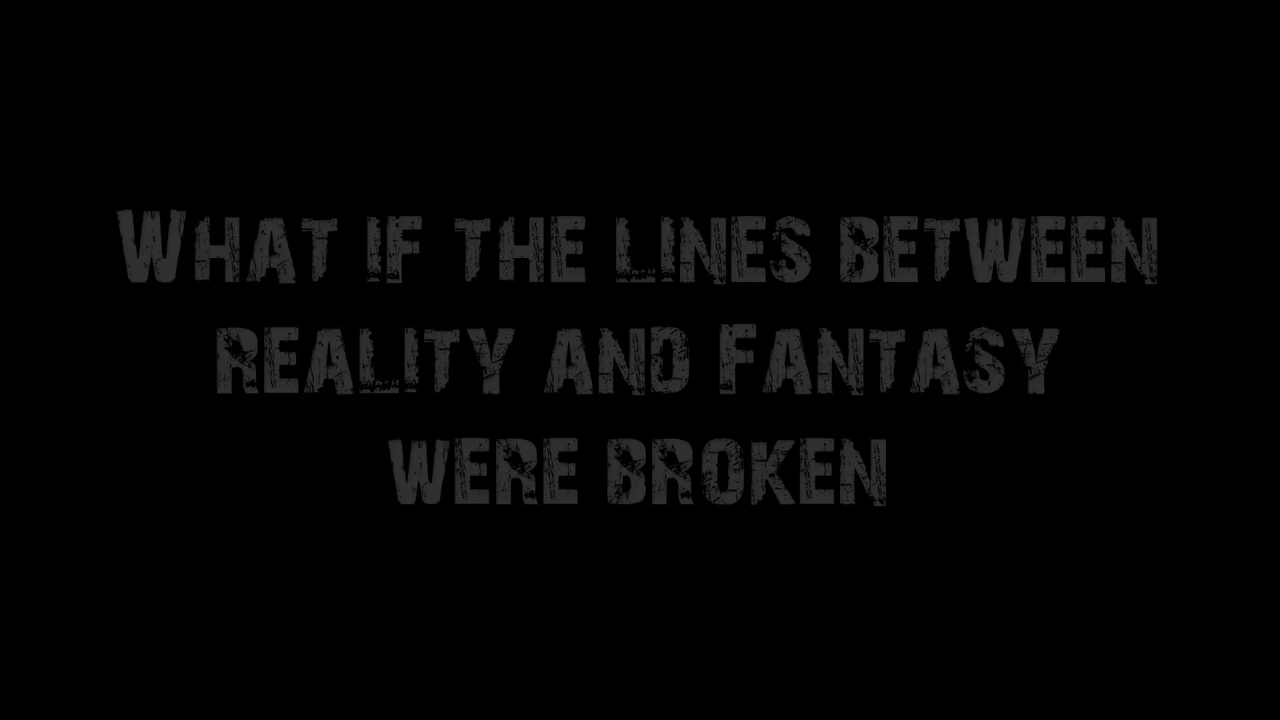 What if the lines between
reality and Fantasy
were broken